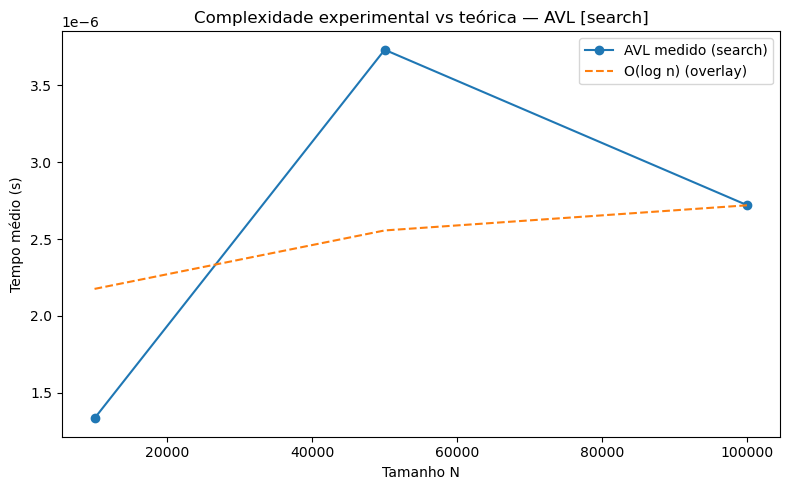 Complexidade experimental vs teórica — AVL [search]
1e−6
AVL medido (search)
O(log n) (overlay)
3.5
3.0
2.5
2.0
1.5
Tempo médio (s)
20000 40000 60000 80000 100000
Tamanho N